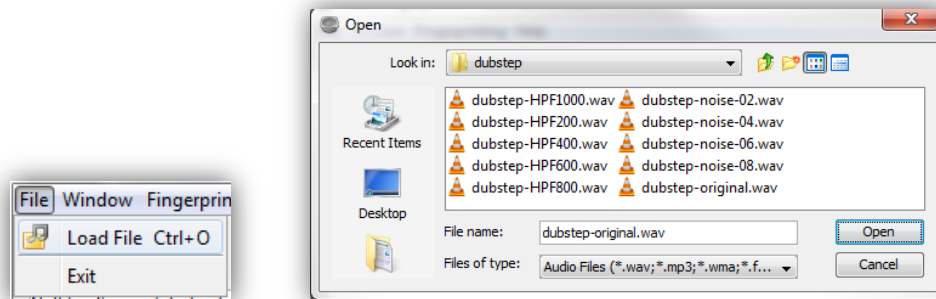 Open
Look in: dubstep
dubstep-HPF1000.wav dubstep-noise-02.wav
dubstep-HPF200.wav dubstep-noise-04.wav
dubstep-HPF400.wav dubstep-noise-06.wav
dubstep-HPF600.wav dubstep-noise-08.wav
dubstep-HPF800.wav dubstep-original.wav
Recent Items
Desktop
File name: dubstep-original.wav Open
Files of type: Audio Files (*.wav;*.mp3;*.wma;*.f... Cancel
File Window Fingerprin
Load File Ctrl+O
Exit